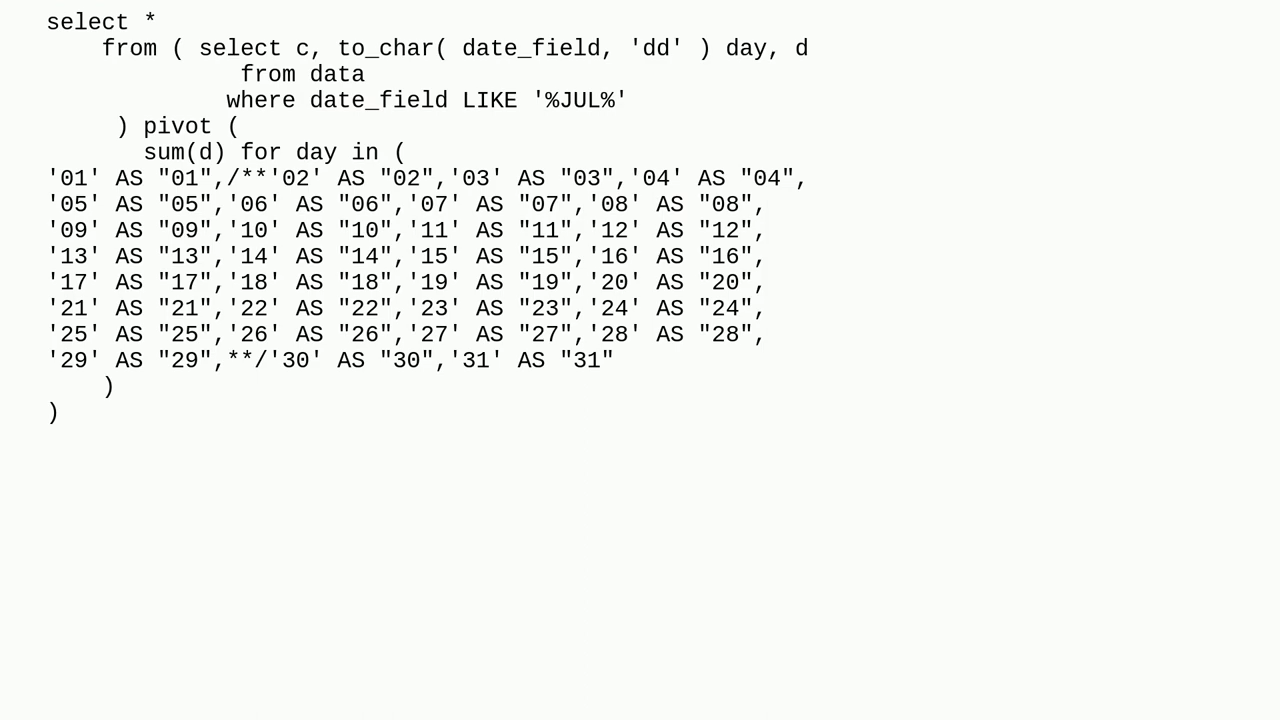 select *
    from ( select c, to_char( date_field, 'dd' ) day, d
              from data
             where date_field LIKE '%JUL%'
     ) pivot (
       sum(d) for day in (
'01' AS "01",/**'02' AS "02",'03' AS "03",'04' AS "04",
'05' AS "05",'06' AS "06",'07' AS "07",'08' AS "08",
'09' AS "09",'10' AS "10",'11' AS "11",'12' AS "12",
'13' AS "13",'14' AS "14",'15' AS "15",'16' AS "16",
'17' AS "17",'18' AS "18",'19' AS "19",'20' AS "20",
'21' AS "21",'22' AS "22",'23' AS "23",'24' AS "24",
'25' AS "25",'26' AS "26",'27' AS "27",'28' AS "28",
'29' AS "29",**/'30' AS "30",'31' AS "31"
    )
)